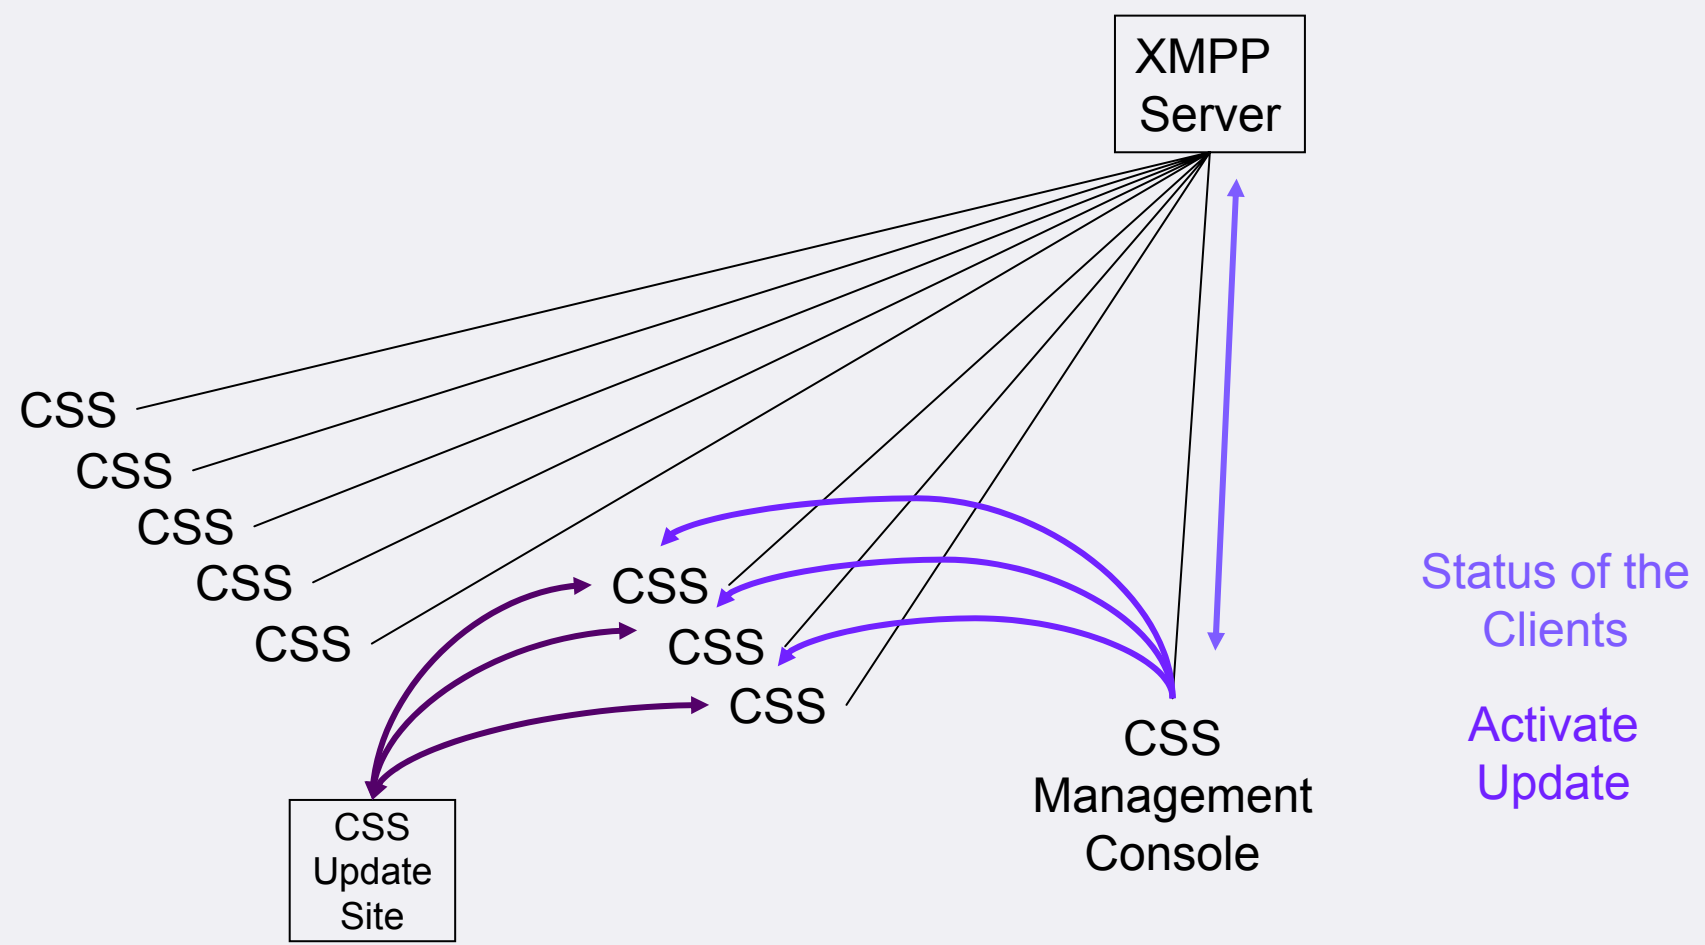 XMPP
Server
CSS
CSS
CSS
CSS
CSS
CSS
CSS
CSS
CSS
Management
Console
Status of the
Clients
Activate
Update
CSS
Update
Site